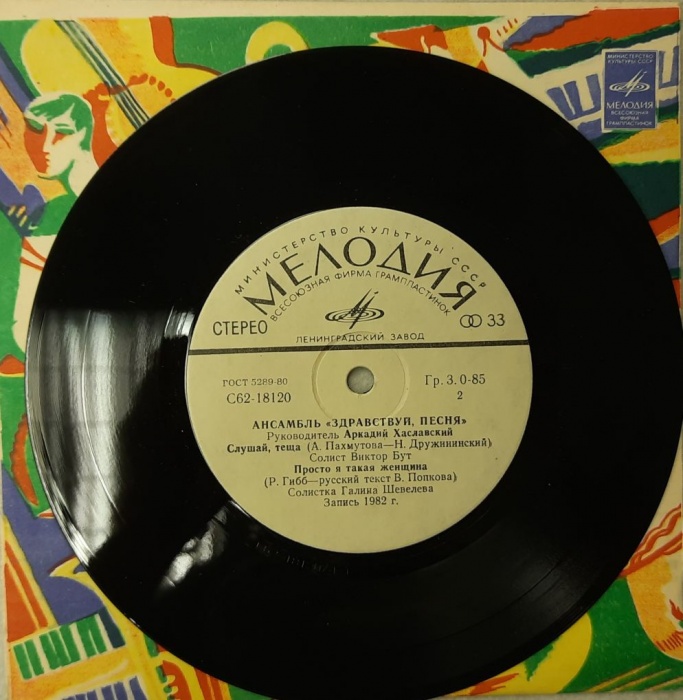 МИНИСТЕРСТВО
КУЛЬТУРЫ СССР
МЕЛОДИЯ
ВСЕСОЮЗНАЯ
ФИРМА
ГРАМПЛАСТИНОК
МИНИСТЕРСТВО КУЛЬТУРЫ СССР
МЕЛОДИЯ
ВСЕСОЮЗНАЯ ФИРМА ГРАМПЛАСТИНОК
СТЕРЕО
33
ЛЕНИНГРАДСКИЙ ЗАВОД
ГОСТ 5289-80
Гр. 3. 0-85
С62-18120
2
АНСАМБЛЬ «ЗДРАВСТВУЙ, ПЕСНЯ»
Руководитель Аркадий Хаславский
Слушай, теща (А. Пахмутова—Н. Дружининский)
Солист Виктор Бут
Просто я такая женщина
(Р. Гибб—русский текст В. Попкова)
Солистка Галина Шевелева
Запись 1982 г.